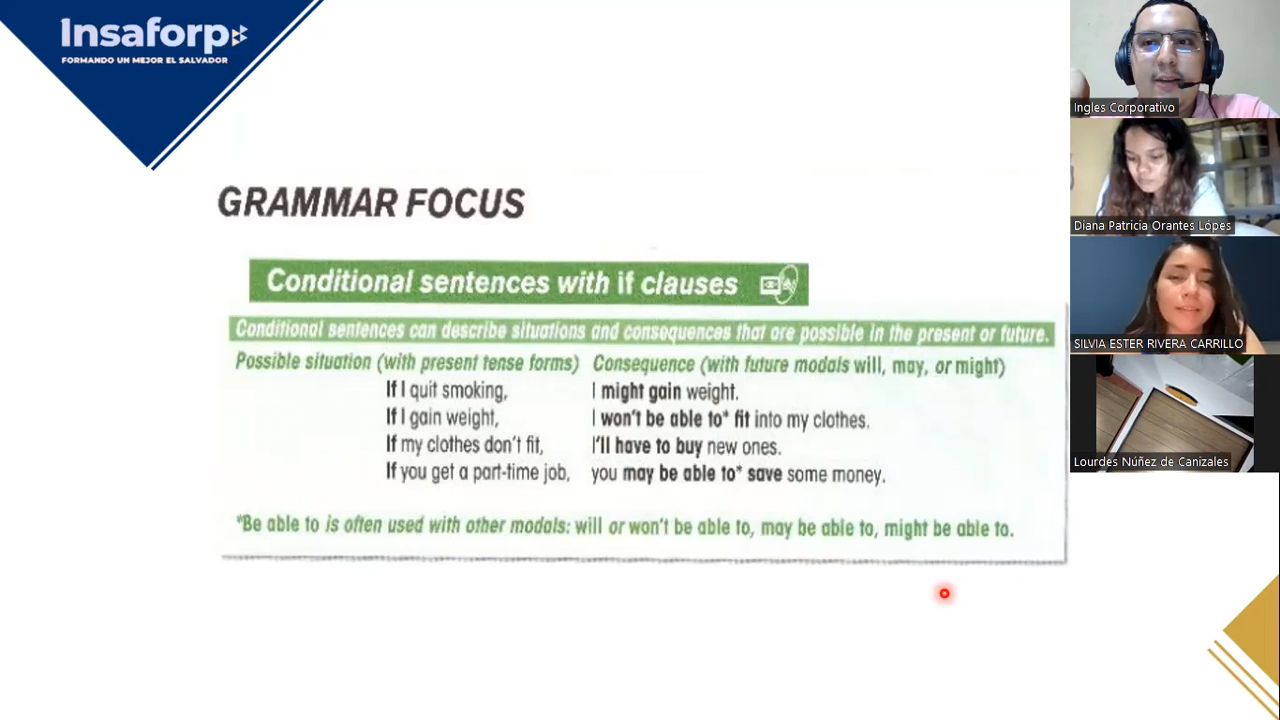 Insaforp
FORMANDO UN MEJOR EL SALVADOR
GRAMMAR FOCUS
Conditional sentences with if clauses
Conditional sentences can describe situations and consequences that are possible in the present or future.
Possible situation (with present tense forms) Consequence (with future modals will, may, or might)
If I quit smoking, I might gain weight.
If I gain weight, I won't be able to* fit into my clothes.
If my clothes don't fit, I'll have to buy new ones.
If you get a part-time job, you may be able to* save some money.
*Be able to is often used with other modals: will or won't be able to, may be able to, might be able to.
Ingles Corporativo
Diana Patricia Orantes Lópes
SILVIA ESTER RIVERA CARRILLO
Lourdes Núñez de Canizales